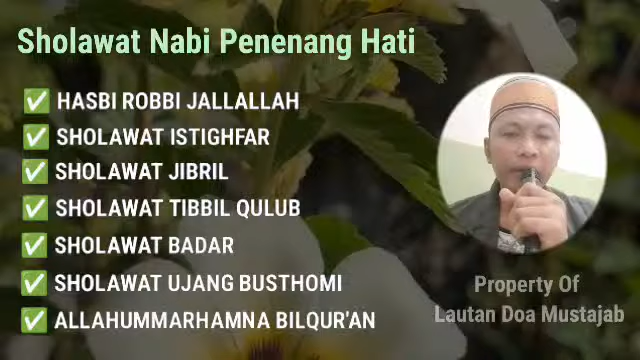 Sholawat Nabi Penenang Hati
✅ HASBI ROBBI JALLALLAH
✅ SHOLAWAT ISTIGHFAR
✅ SHOLAWAT JIBRIL
✅ SHOLAWAT TIBBIL QULUB
✅ SHOLAWAT BADAR
✅ SHOLAWAT UJANG BUSTHOMI
✅ ALLAHUMMARHAMNA BILQUR'AN
Property Of
Lautan Doa Mustajab